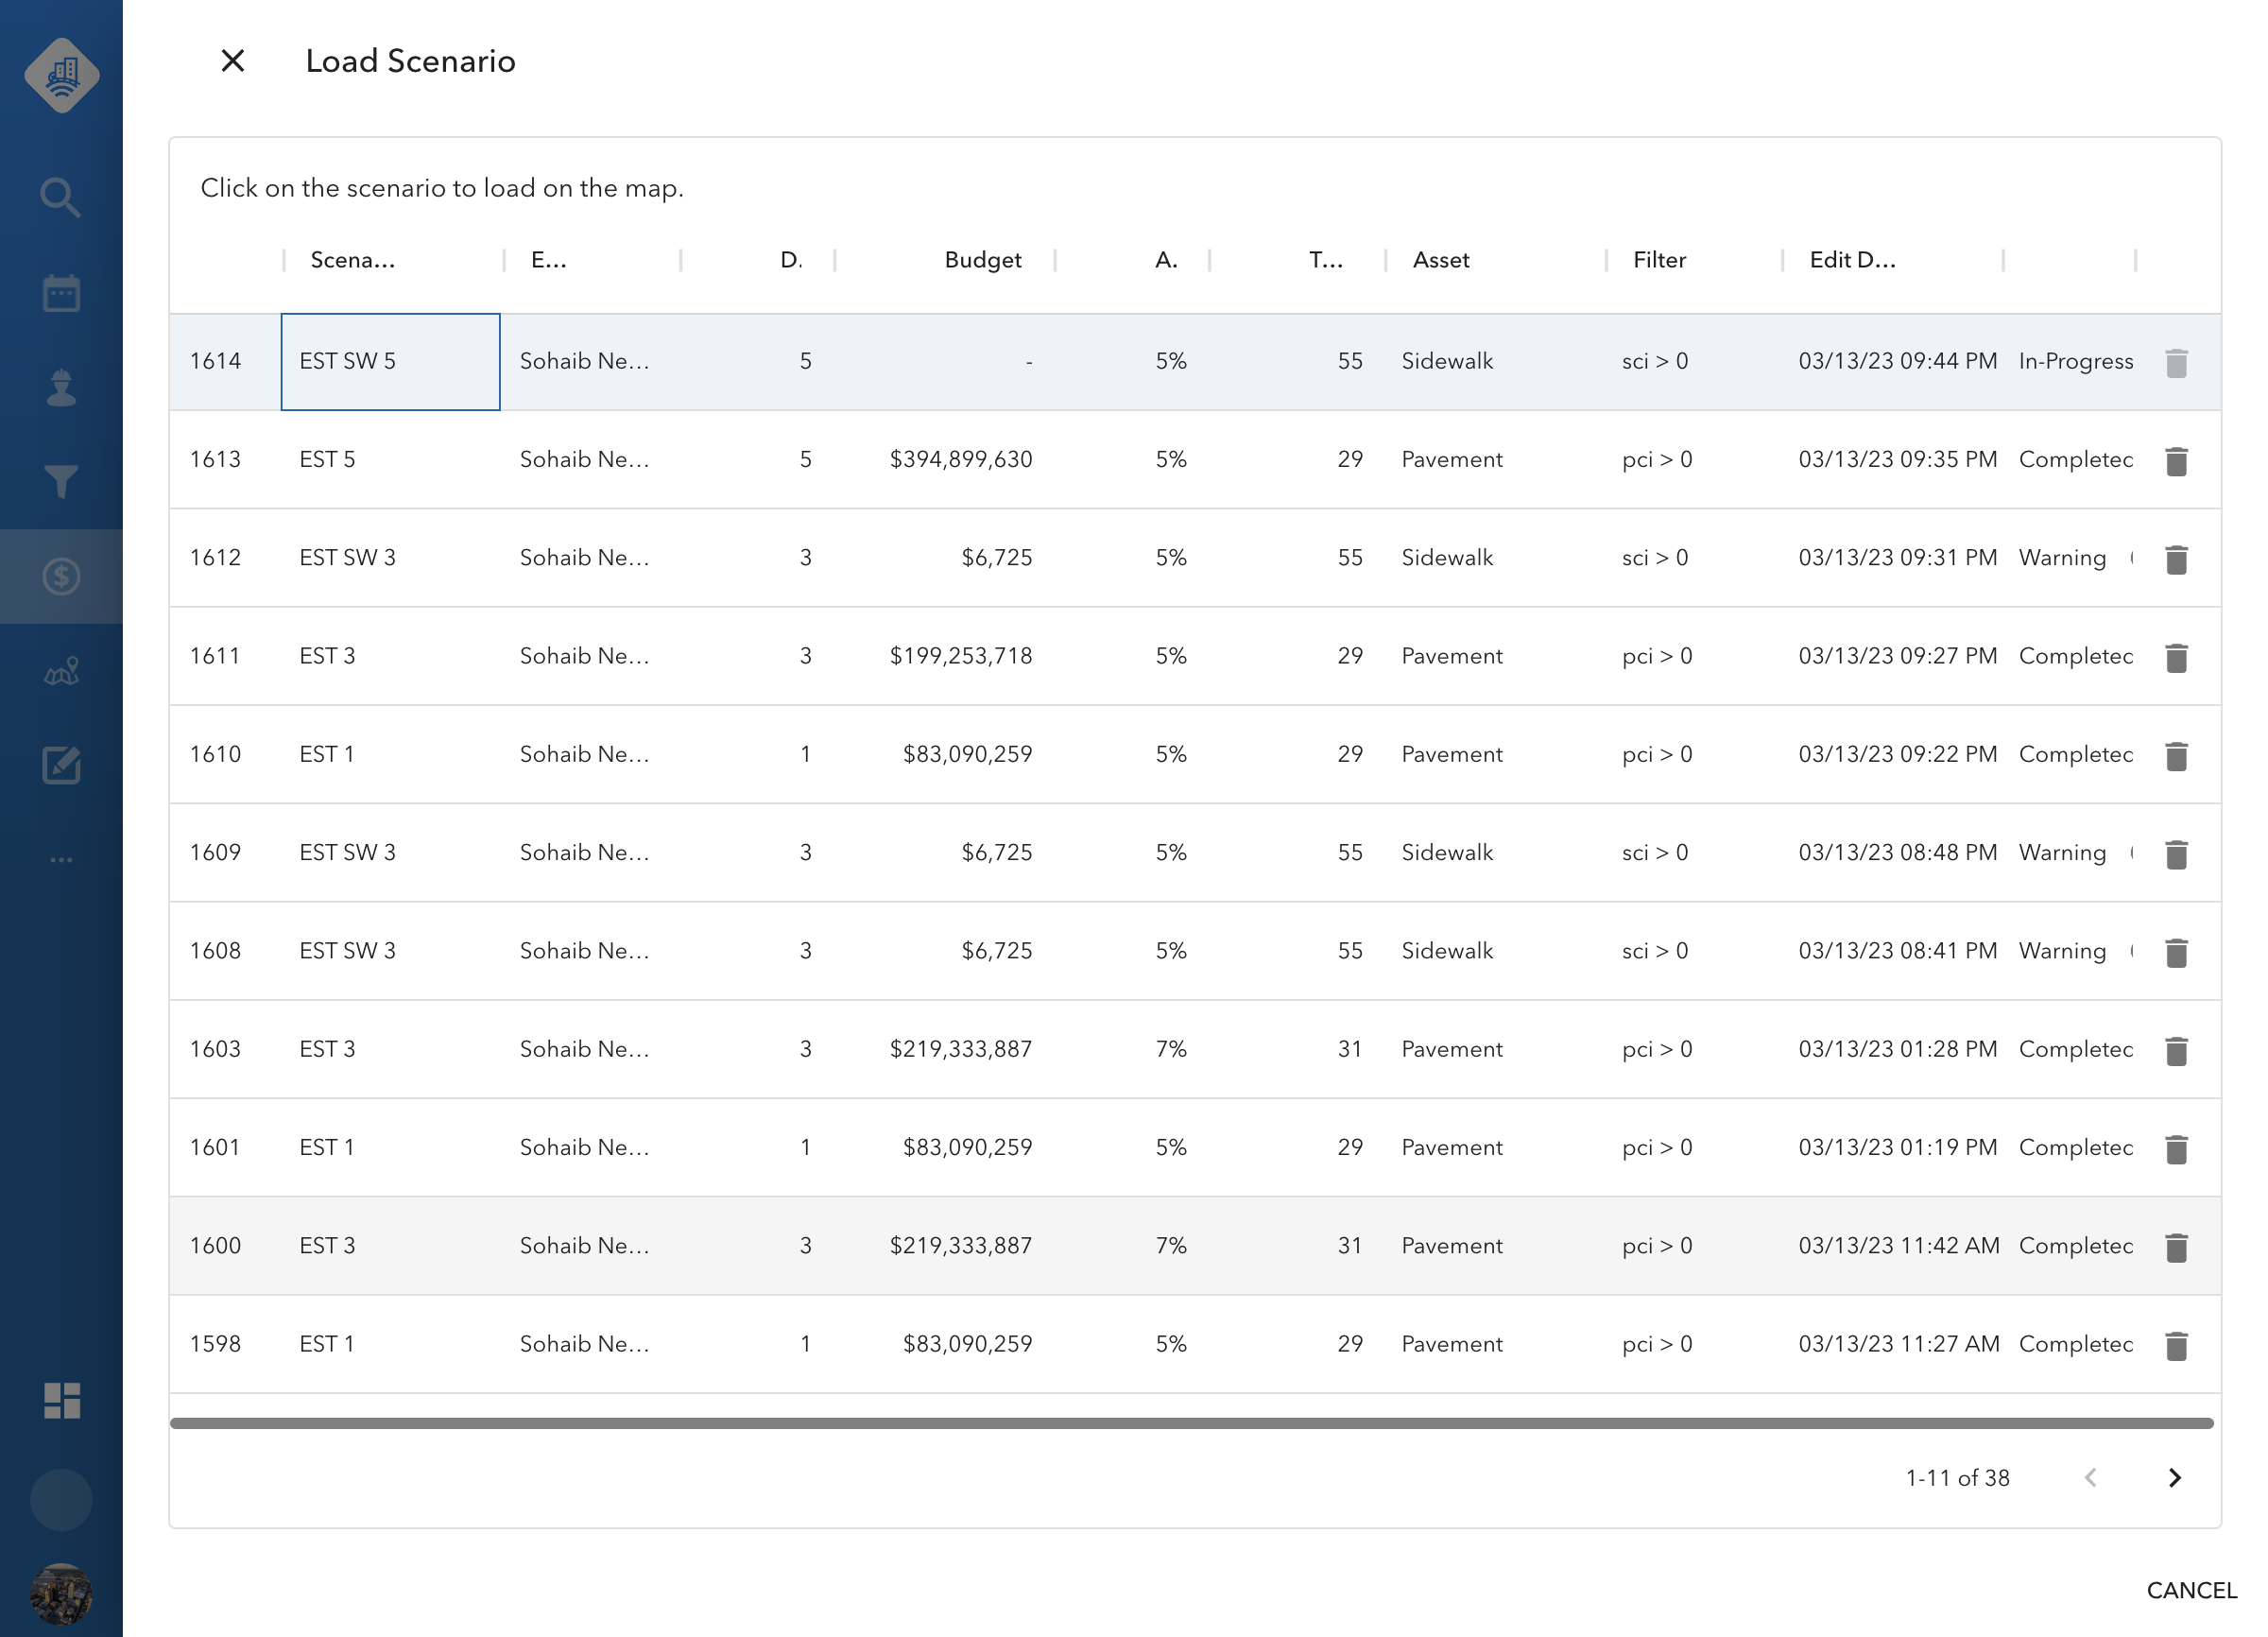 Load Scenario
Click on the scenario to load on the map.
Scena... E... D. Budget A. T... Asset Filter Edit D...
1614 EST SW 5 Sohaib Ne... 5 - 5% 55 Sidewalk sci > 0 03/13/23 09:44 PM In-Progress
1613 EST 5 Sohaib Ne... 5 $394,899,630 5% 29 Pavement pci > 0 03/13/23 09:35 PM Completed
1612 EST SW 3 Sohaib Ne... 3 $6,725 5% 55 Sidewalk sci > 0 03/13/23 09:31 PM Warning
1611 EST 3 Sohaib Ne... 3 $199,253,718 5% 29 Pavement pci > 0 03/13/23 09:27 PM Completed
1610 EST 1 Sohaib Ne... 1 $83,090,259 5% 29 Pavement pci > 0 03/13/23 09:22 PM Completed
1609 EST SW 3 Sohaib Ne... 3 $6,725 5% 55 Sidewalk sci > 0 03/13/23 08:48 PM Warning
1608 EST SW 3 Sohaib Ne... 3 $6,725 5% 55 Sidewalk sci > 0 03/13/23 08:41 PM Warning
1603 EST 3 Sohaib Ne... 3 $219,333,887 7% 31 Pavement pci > 0 03/13/23 01:28 PM Completed
1601 EST 1 Sohaib Ne... 1 $83,090,259 5% 29 Pavement pci > 0 03/13/23 01:19 PM Completed
1600 EST 3 Sohaib Ne... 3 $219,333,887 7% 31 Pavement pci > 0 03/13/23 11:42 AM Completed
1598 EST 1 Sohaib Ne... 1 $83,090,259 5% 29 Pavement pci > 0 03/13/23 11:27 AM Completed
1-11 of 38
CANCEL